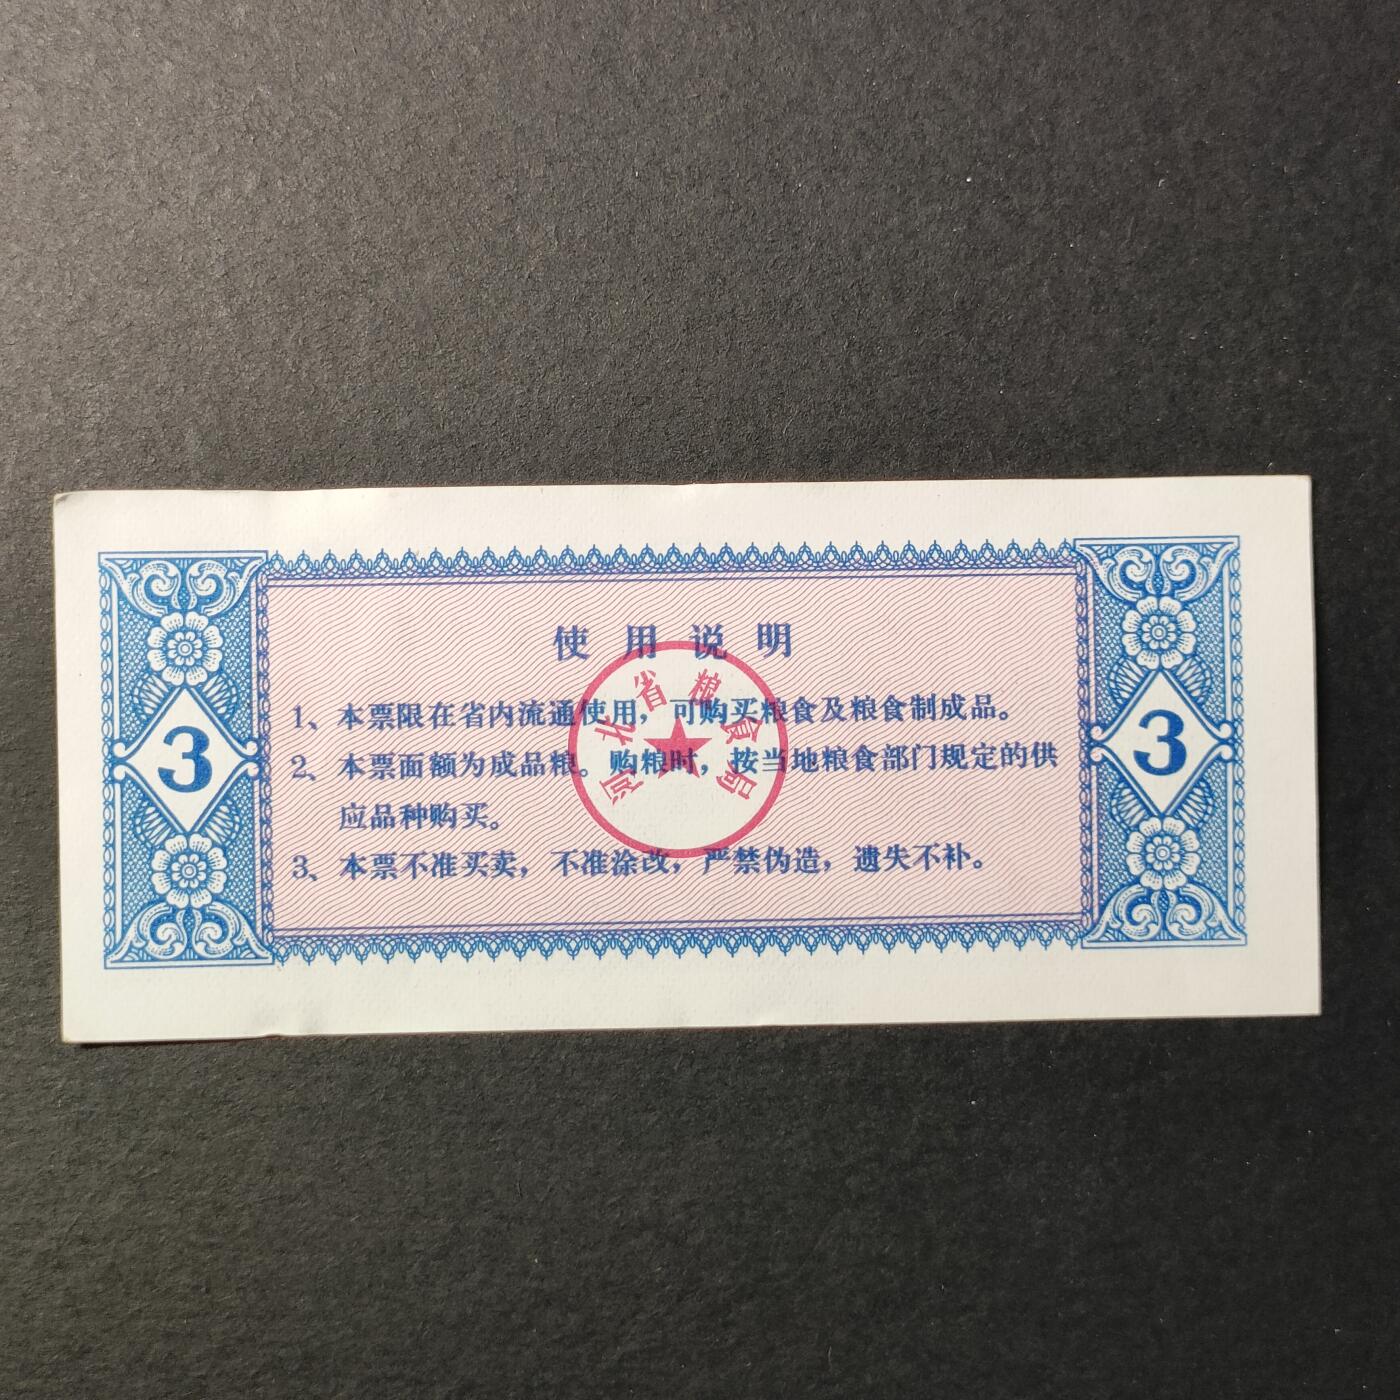 使用说明
1、本票限在省内流通使用，可购买粮食及粮食制成品。
2、本票面额为成品粮。购粮时，按当地粮食部门规定的供
应品种购买。
3、本票不准买卖，不准涂改，严禁伪造，遗失不补。
河北省粮食局
3
3